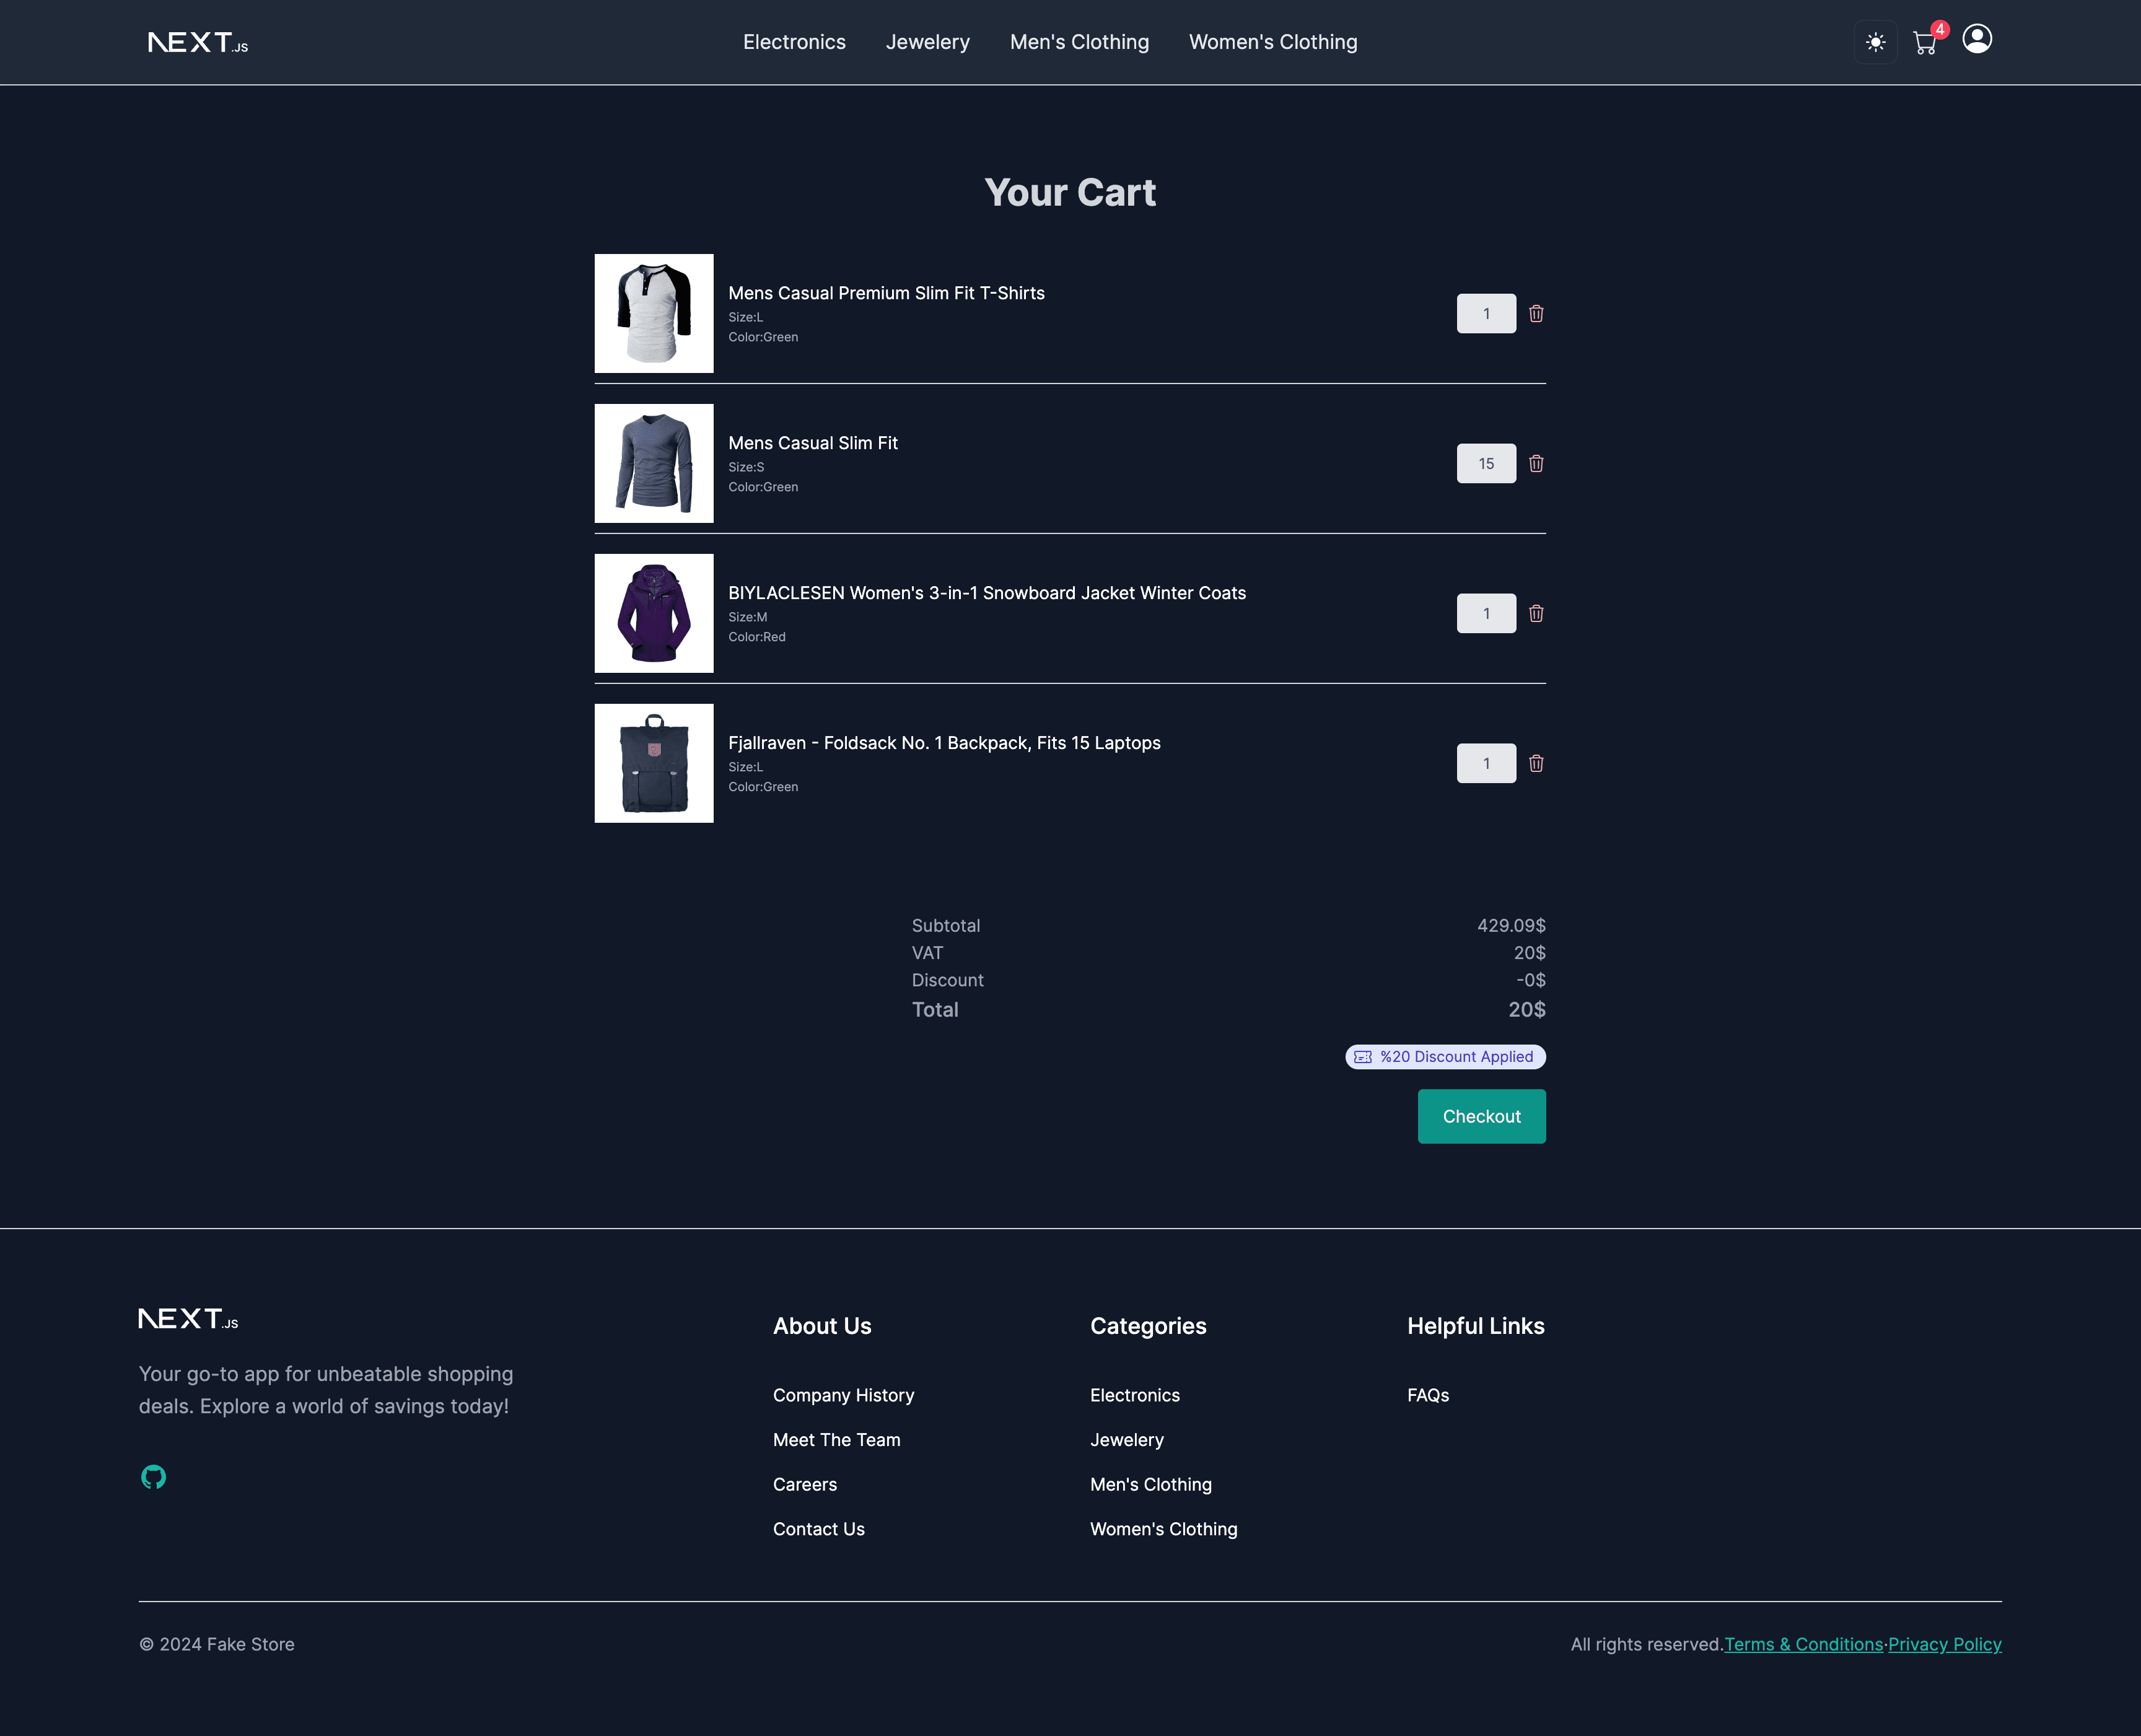 NEXT.JS
Electronics Jewelery Men's Clothing Women's Clothing
4
Your Cart
Mens Casual Premium Slim Fit T-Shirts
Size:L
Color:Green
1
Mens Casual Slim Fit
Size:S
Color:Green
15
BIYLACLESEN Women's 3-in-1 Snowboard Jacket Winter Coats
Size:M
Color:Red
1
Fjallraven - Foldsack No. 1 Backpack, Fits 15 Laptops
Size:L
Color:Green
1
Subtotal 429.09$
VAT 20$
Discount -0$
Total 20$
%20 Discount Applied
Checkout
NEXT.JS
Your go-to app for unbeatable shopping
deals. Explore a world of savings today!
About Us
Company History
Meet The Team
Careers
Contact Us
Categories
Electronics
Jewelery
Men's Clothing
Women's Clothing
Helpful Links
FAQs
© 2024 Fake Store
All rights reserved.Terms & Conditions·Privacy Policy